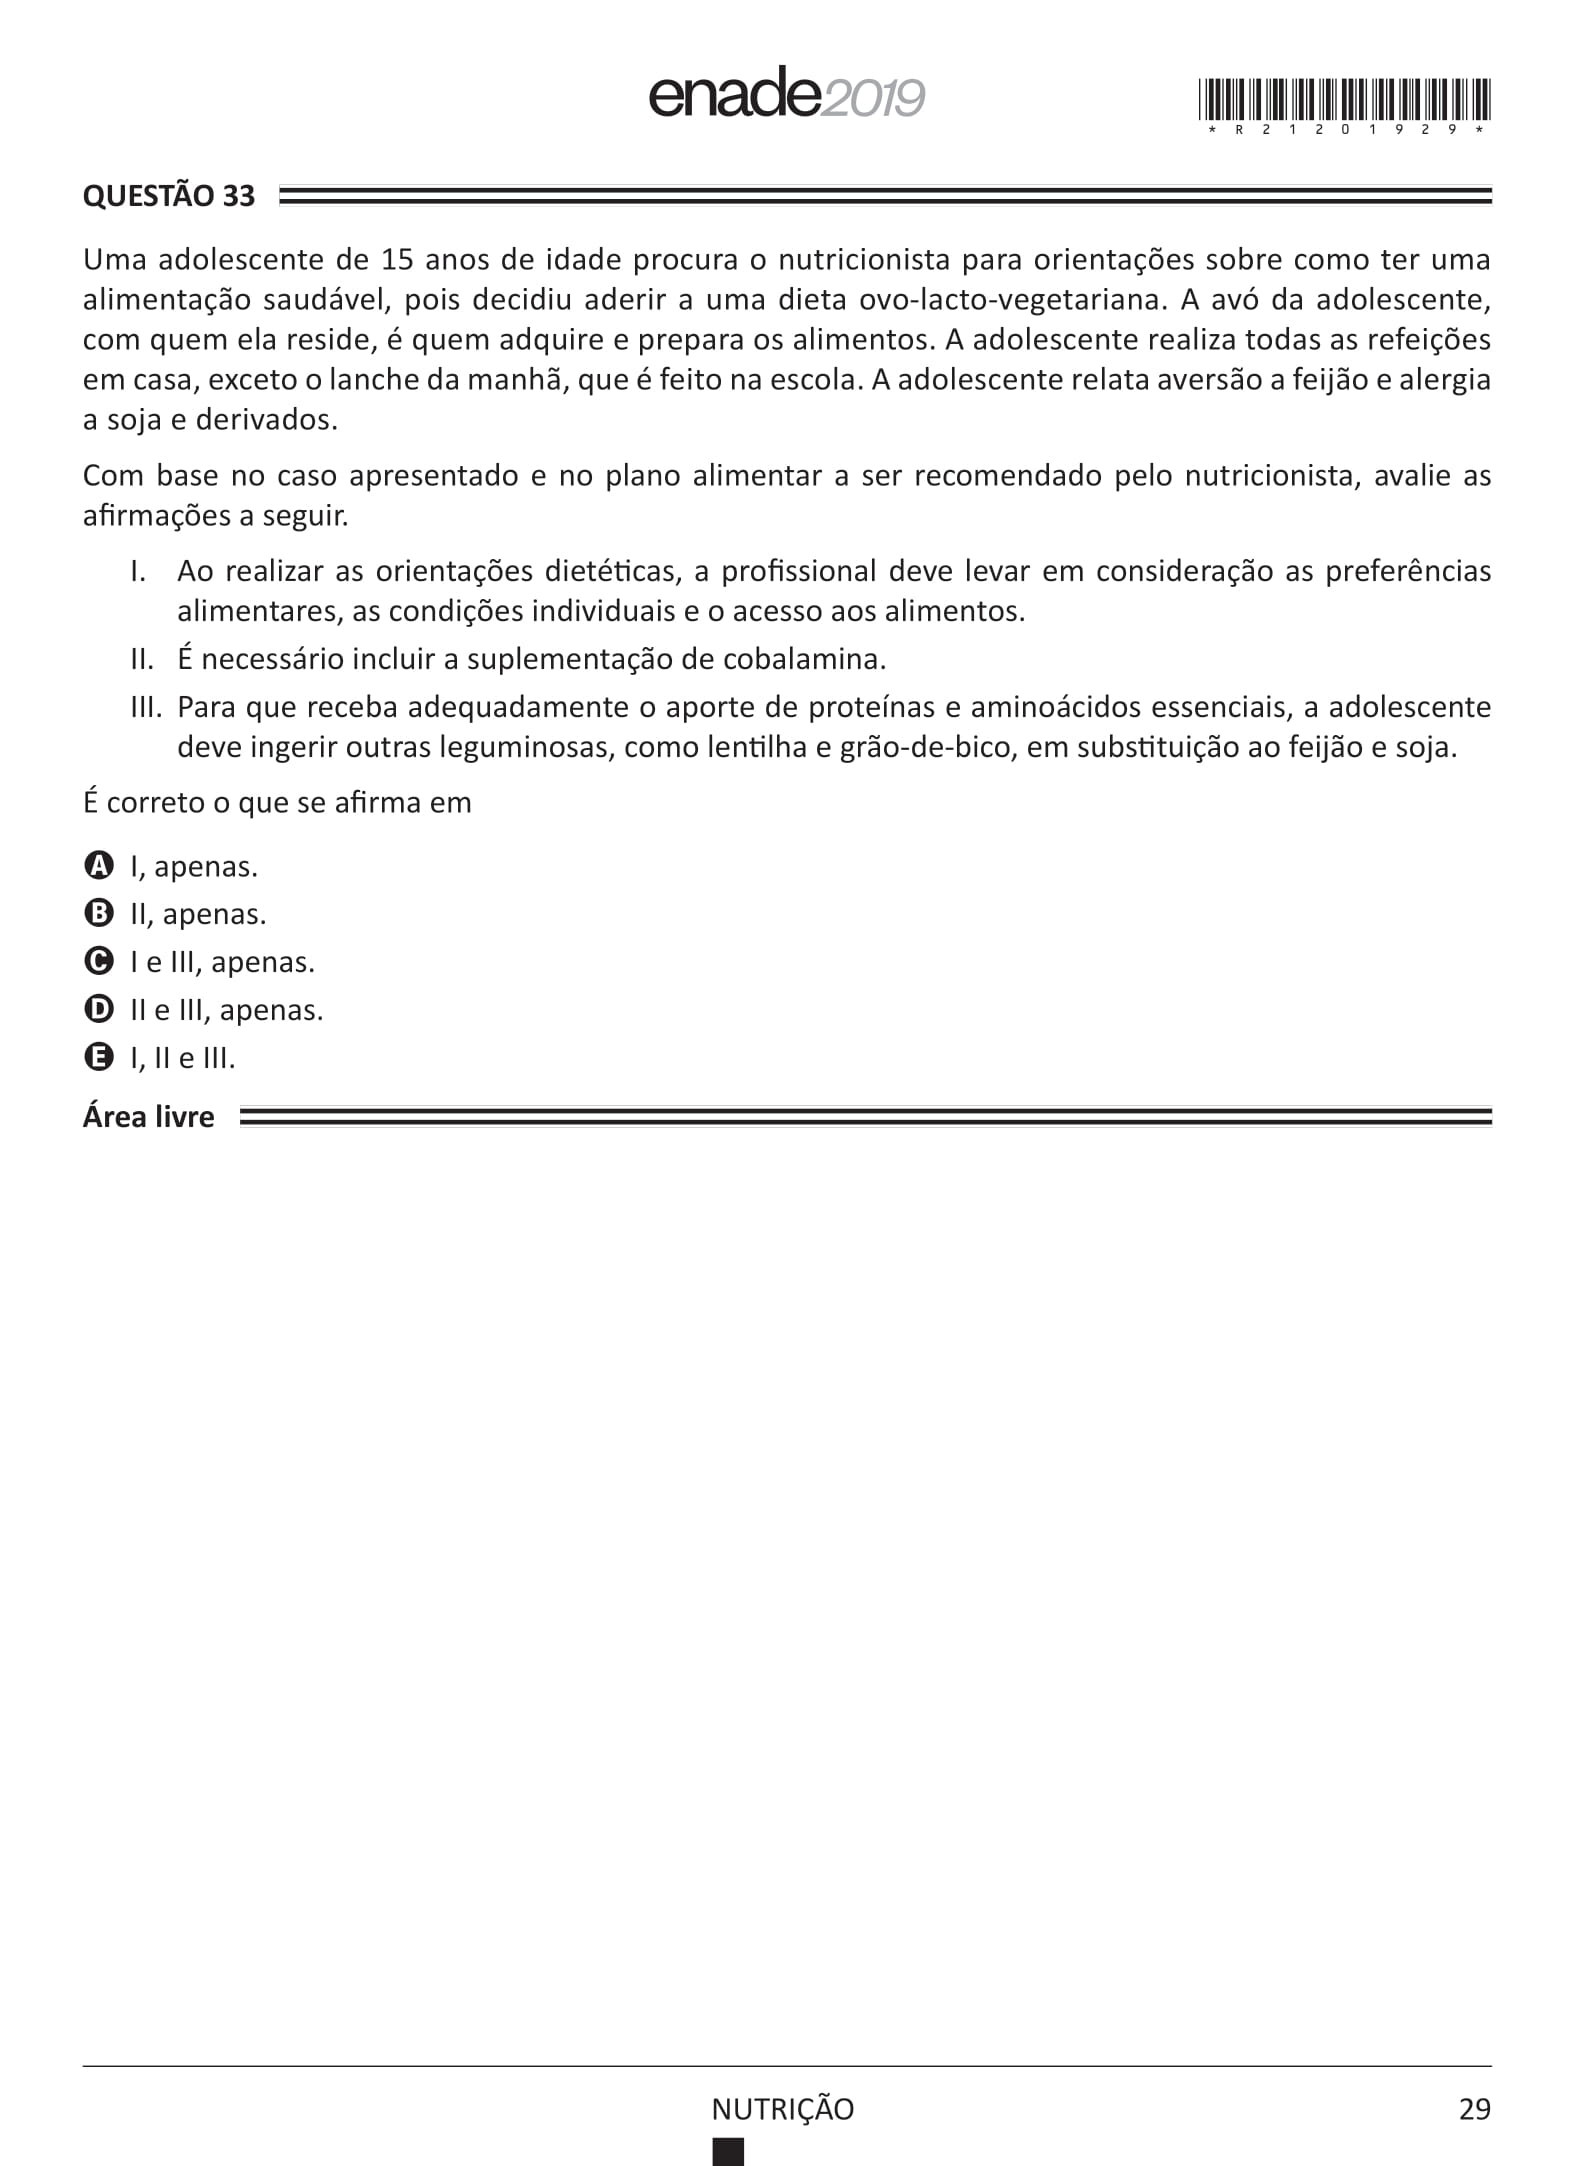 enade2019
*R21201929*
QUESTÃO 33
Uma adolescente de 15 anos de idade procura o nutricionista para orientações sobre como ter uma
alimentação saudável, pois decidiu aderir a uma dieta ovo-lacto-vegetariana. A avó da adolescente,
com quem ela reside, é quem adquire e prepara os alimentos. A adolescente realiza todas as refeições
em casa, exceto o lanche da manhã, que é feito na escola. A adolescente relata aversão a feijão e alergia
a soja e derivados.
Com base no caso apresentado e no plano alimentar a ser recomendado pelo nutricionista, avalie as
afirmações a seguir.
I. Ao realizar as orientações dietéticas, a profissional deve levar em consideração as preferências
alimentares, as condições individuais e o acesso aos alimentos.
II. É necessário incluir a suplementação de cobalamina.
III. Para que receba adequadamente o aporte de proteínas e aminoácidos essenciais, a adolescente
deve ingerir outras leguminosas, como lentilha e grão-de-bico, em substituição ao feijão e soja.
É correto o que se afirma em
A I, apenas.
B II, apenas.
C I e III, apenas.
D II e III, apenas.
E I, II e III.
Área livre
NUTRIÇÃO
29